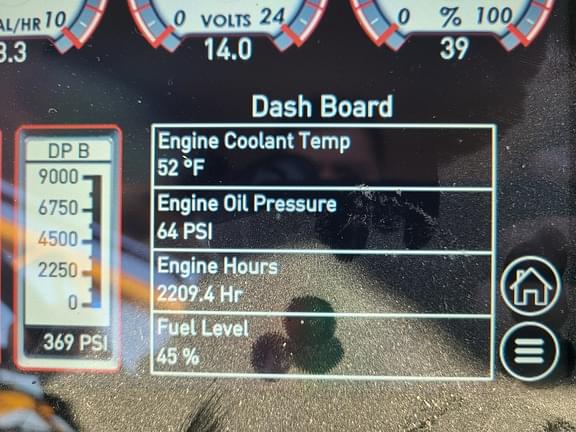 AL/HR 10
0 VOLTS 24
0 % 100
3.3
14.0
39
Dash Board
DP B
9000
6750
4500
2250
0
369 PSI
Engine Coolant Temp
52 °F
Engine Oil Pressure
64 PSI
Engine Hours
2209.4 Hr
Fuel Level
45 %